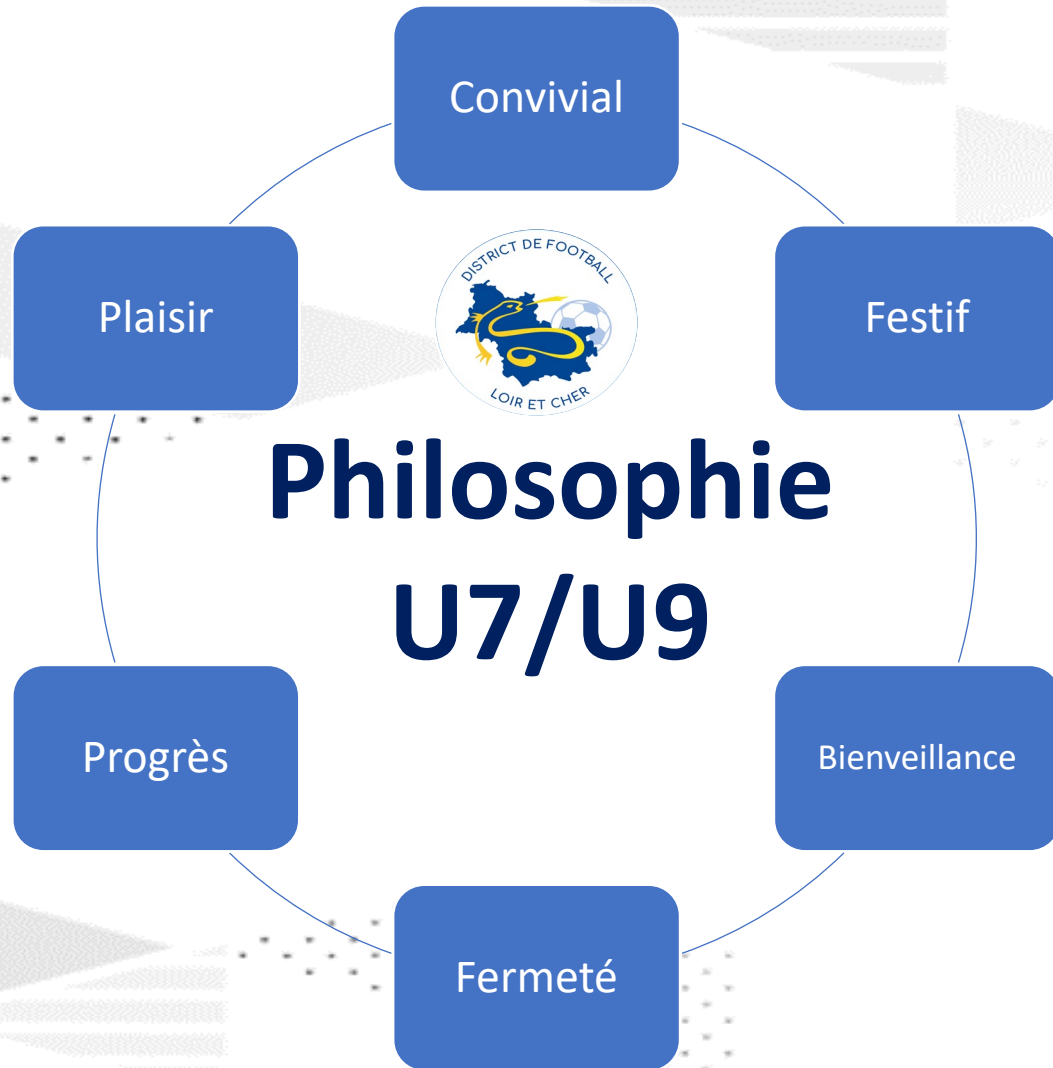 Convivial
Plaisir
Festif
DISTRICT DE FOOTBALL
LOIR ET CHER
Philosophie
U7/U9
Progrès
Bienveillance
Fermeté